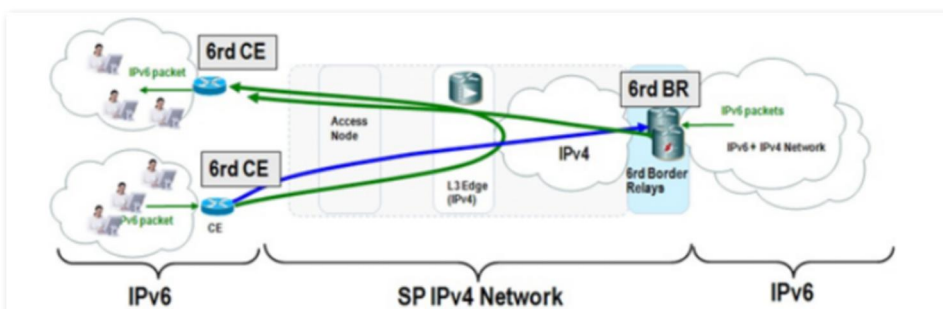 6rd CE
IPv6 packet
6rd BR
IPv6 packets
Access
Node
IPv4
IPv6 + IPv4 Network
6rd CE
L3 Edge
(IPv4)
6rd Border
Relays
Pv6 packet
CE
IPv6
SP IPv4 Network
IPv6